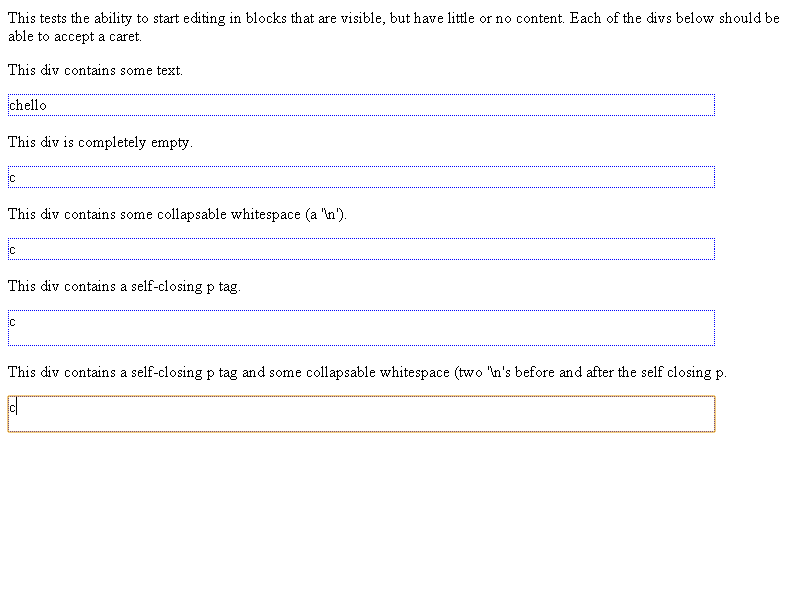 This tests the ability to start editing in blocks that are visible, but have little or no content. Each of the divs below should be
able to accept a caret.
This div contains some text.
chello
This div is completely empty.
c
This div contains some collapsable whitespace (a '\n').
c
This div contains a self-closing p tag.
c
This div contains a self-closing p tag and some collapsable whitespace (two '\n's before and after the self closing p.
c